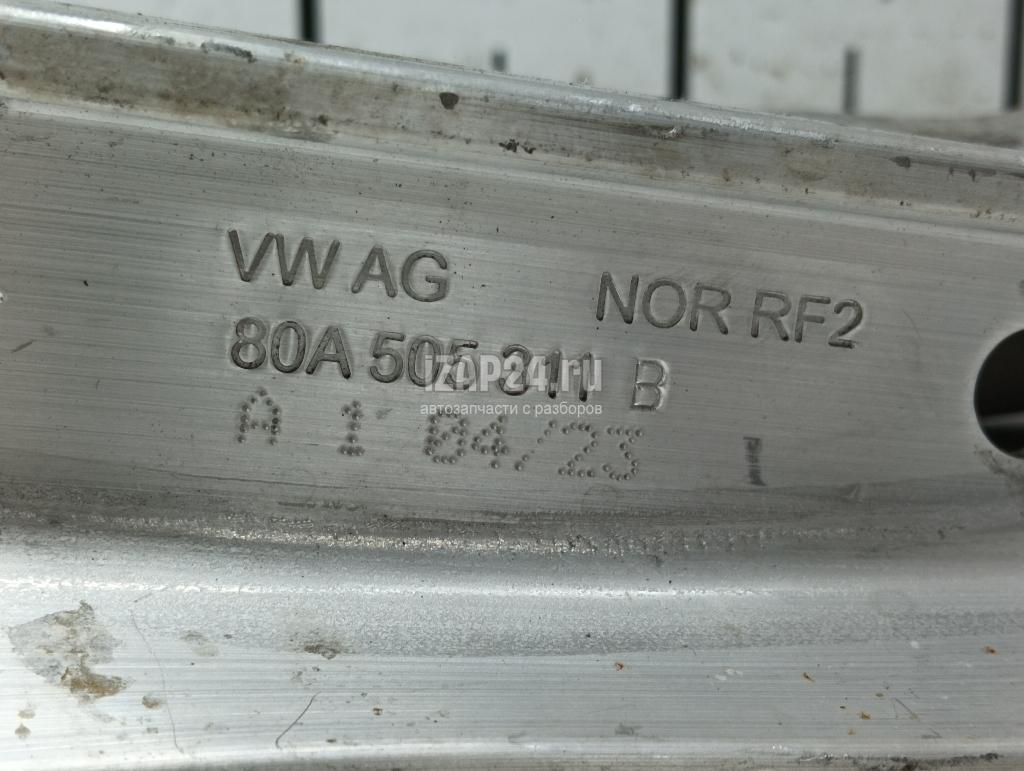 VW AG NOR RF2
80A 505 311 B
iZAP24.ru
автозапчасти с разборов
A 1 04/23 I